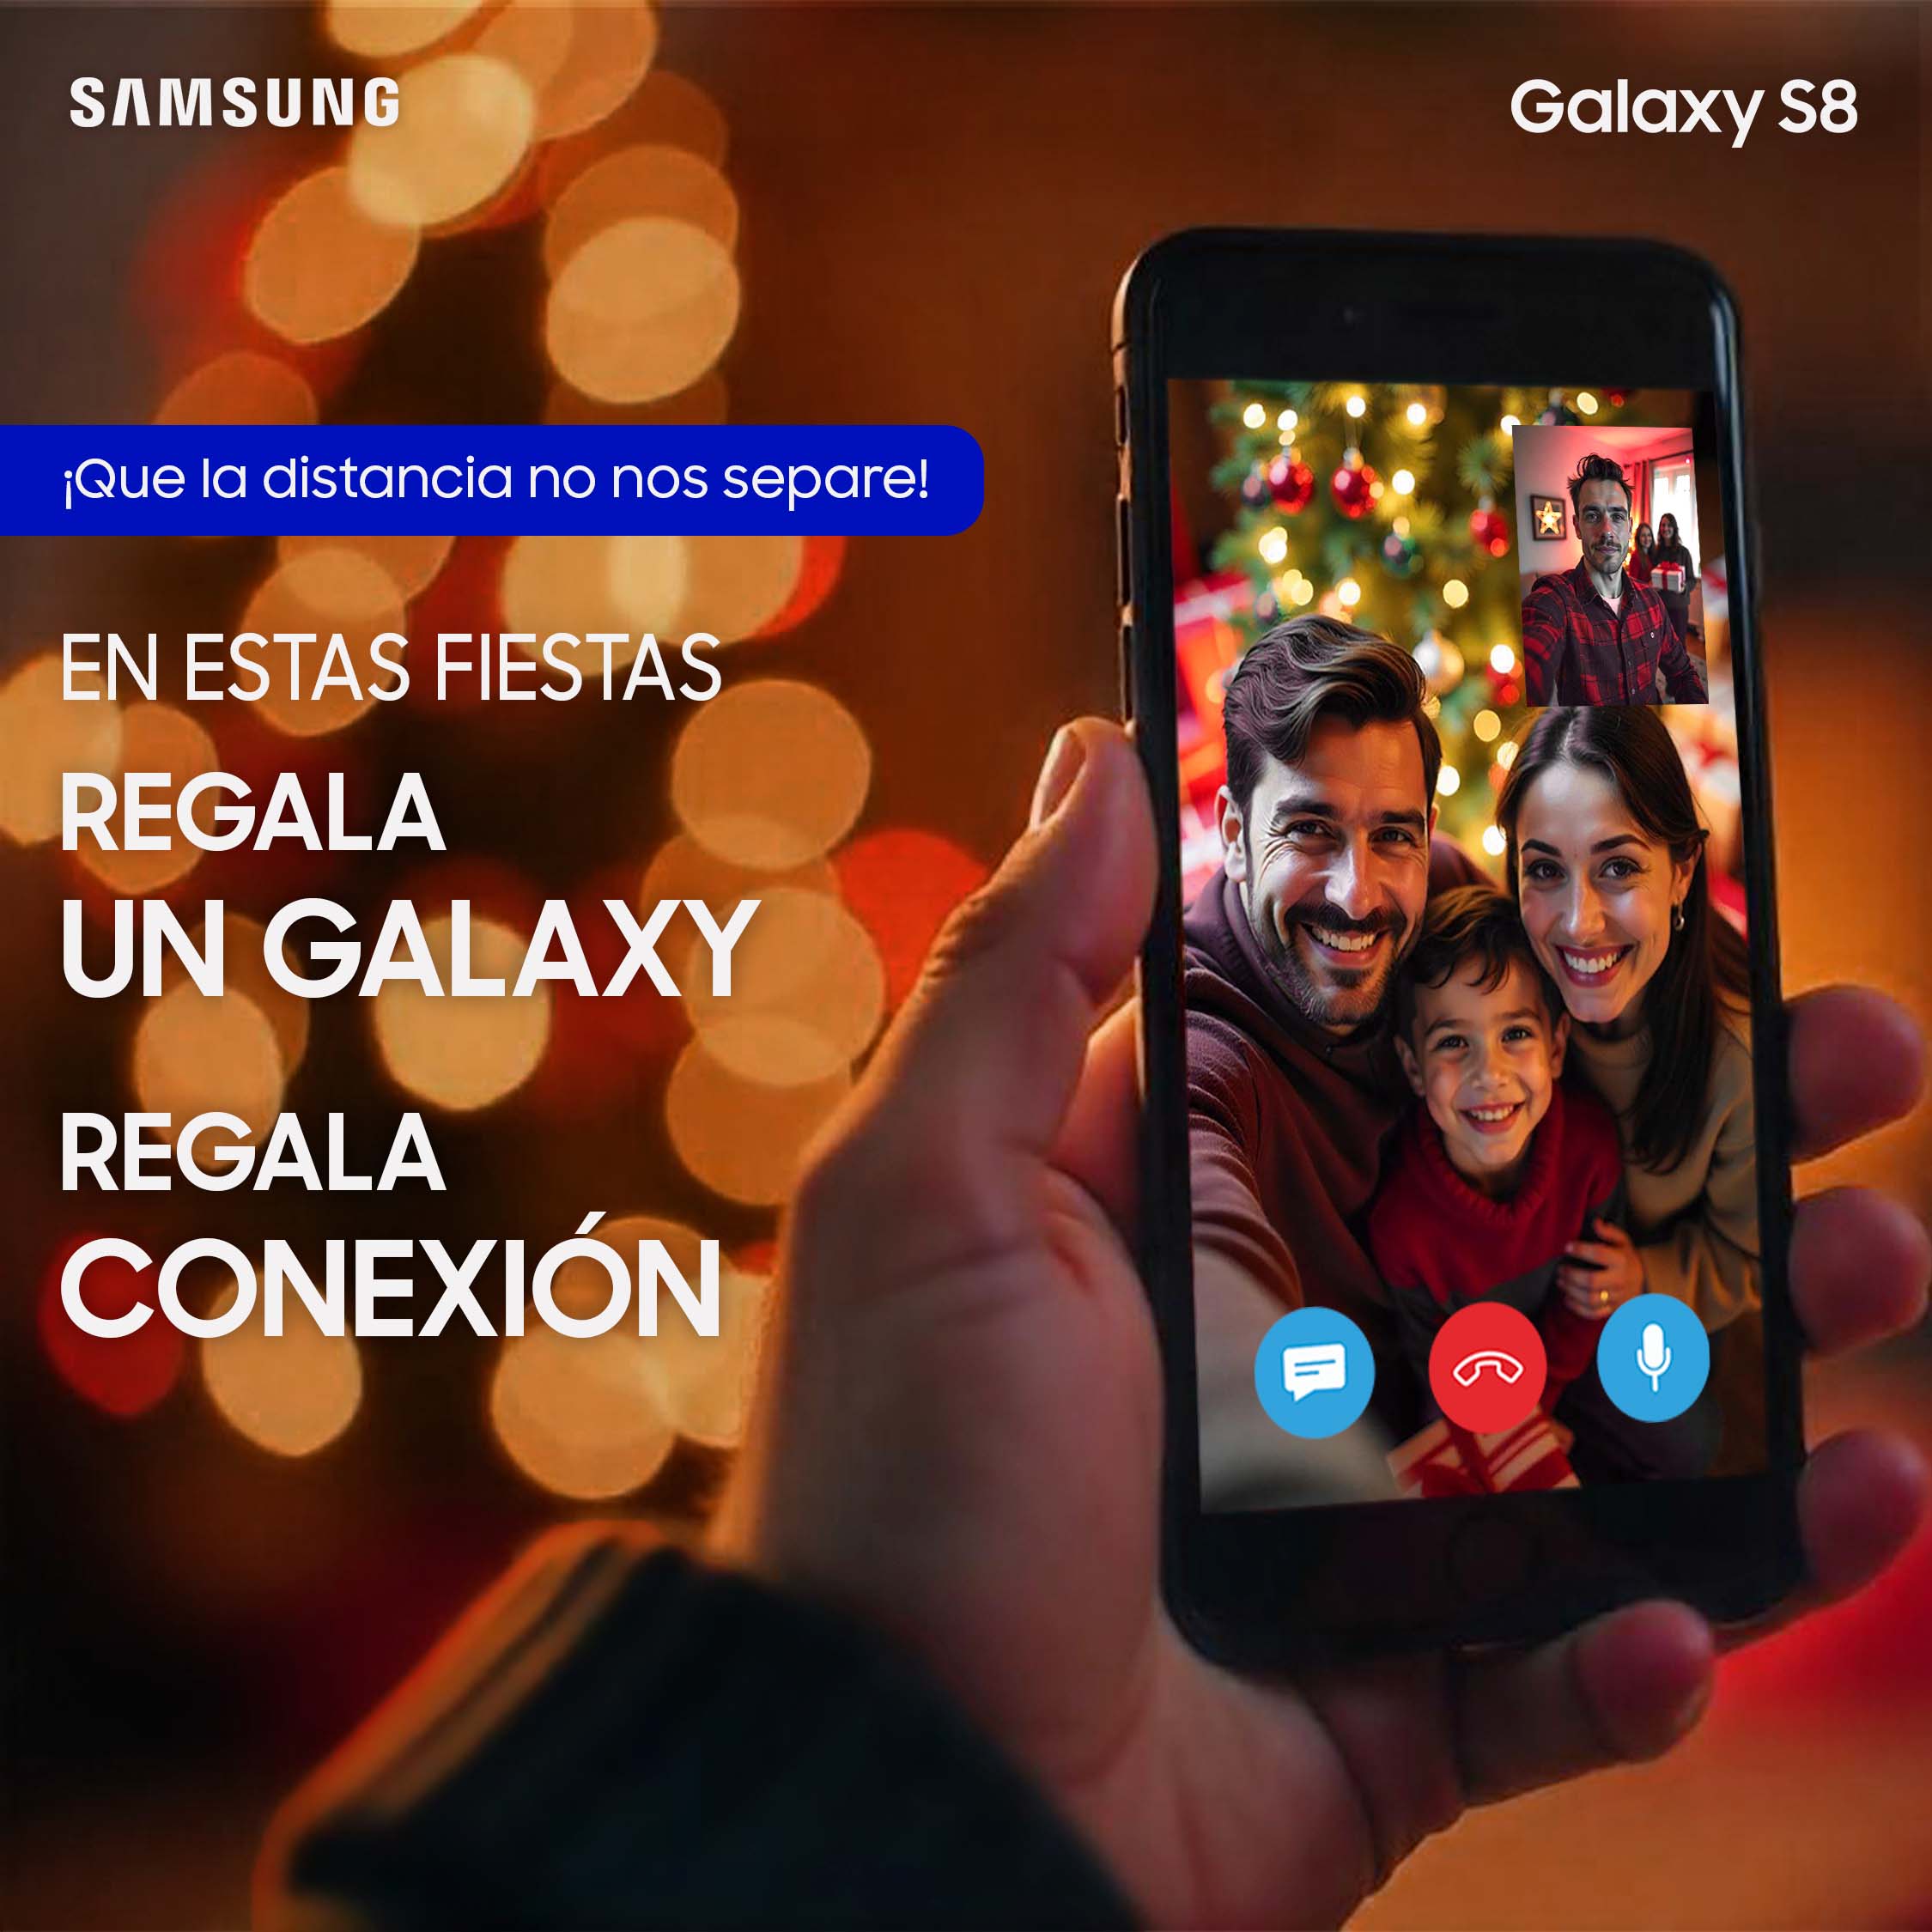 SAMSUNG
Galaxy S8
¡Que la distancia no nos separe!
EN ESTAS FIESTAS
REGALA
UN GALAXY
REGALA
CONEXIÓN